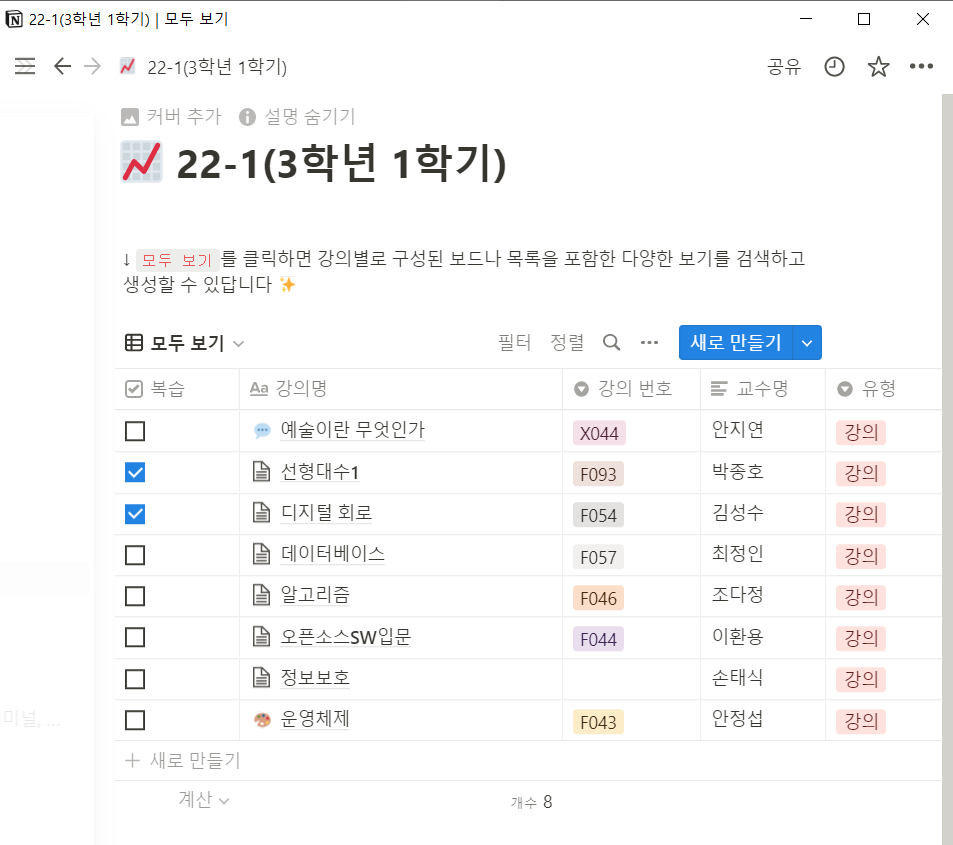 22-1(3학년 1학기) | 모두 보기
22-1(3학년 1학기)
공유
커버 추가 설명 숨기기
22-1(3학년 1학기)
↓ 모두 보기를 클릭하면 강의별로 구성된 보드나 목록을 포함한 다양한 보기를 검색하고
생성할 수 있답니다 ✨
모두 보기 필터 정렬 새로 만들기
복습 Aa 강의명 강의 번호 교수명 유형
예술이란 무엇인가 X044 안지연 강의
선형대수1 F093 박종호 강의
디지털 회로 F054 김성수 강의
데이터베이스 F057 최정인 강의
알고리즘 F046 조다정 강의
오픈소스SW입문 F044 이환용 강의
정보보호 손태식 강의
미널, ...
운영체제 F043 안정섭 강의
+ 새로 만들기
계산 개수 8